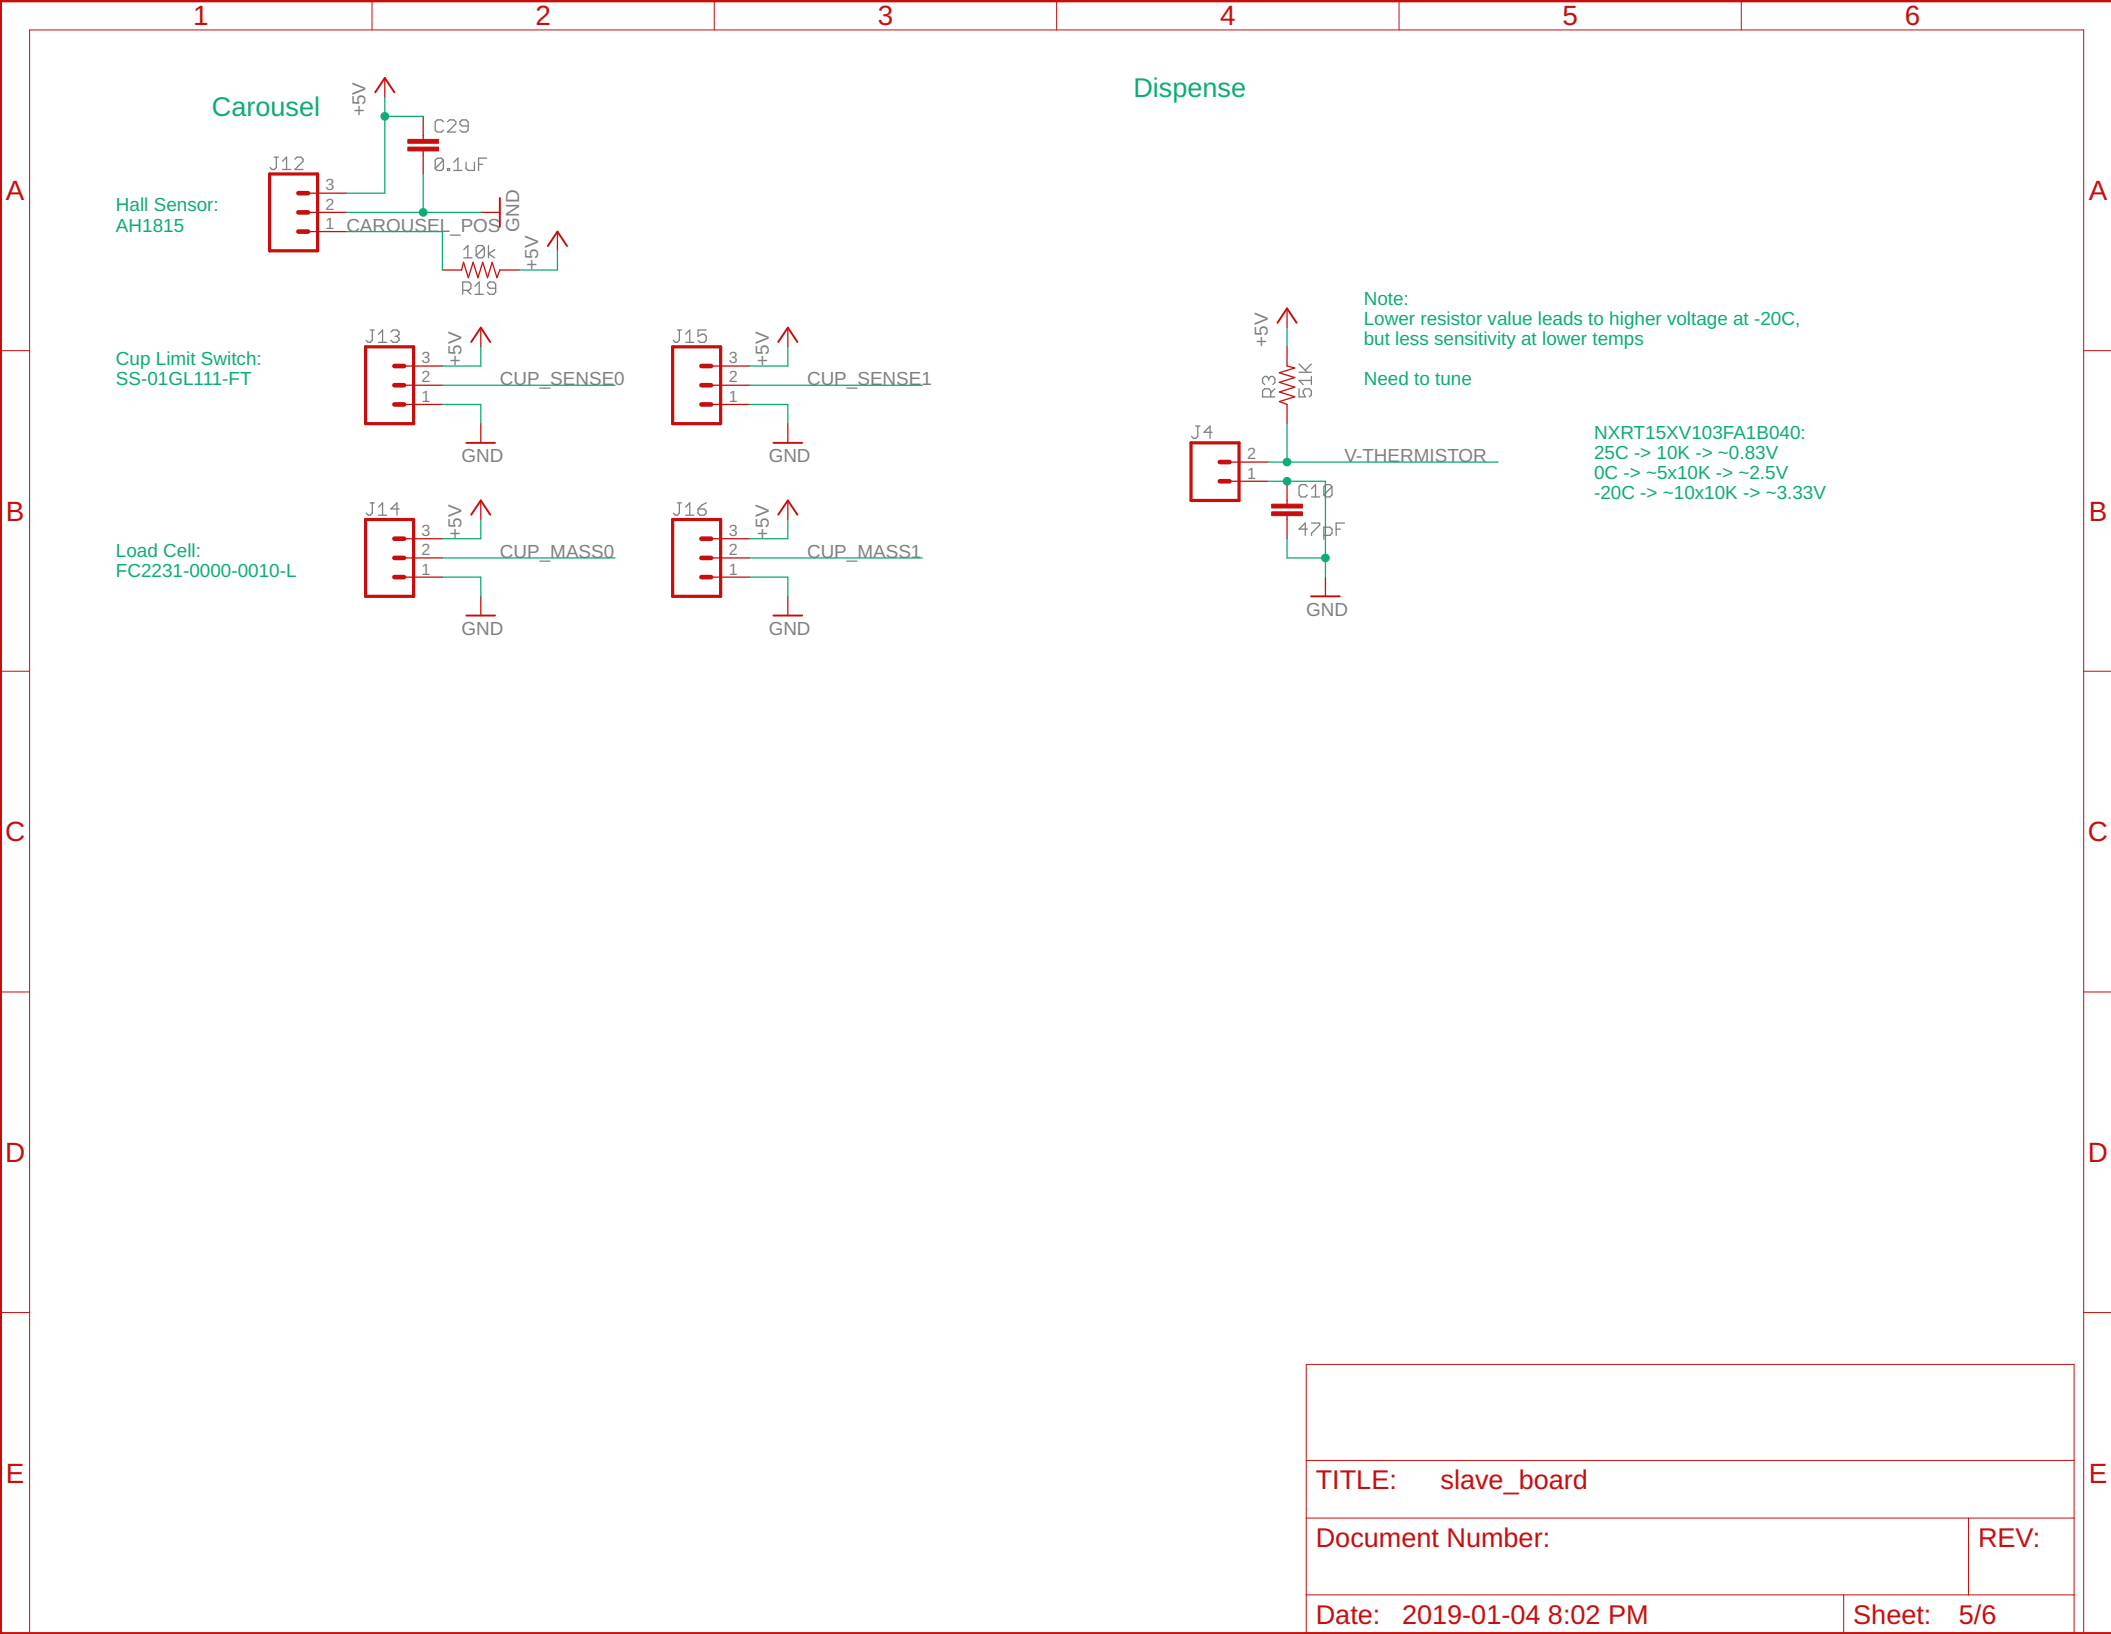 1 2 3 4 5 6
A A
B B
C C
D D
E E
Carousel
+5V
C29
0.1uF
J12
3
2
1
GND
CAROUSEL_POS
Hall Sensor:
AH1815
10k
R19
+5V
Cup Limit Switch:
SS-01GL111-FT
J13
3
2
1
+5V
CUP_SENSE0
GND
J15
3
2
1
+5V
CUP_SENSE1
GND
Load Cell:
FC2231-0000-0010-L
J14
3
2
1
+5V
CUP_MASS0
GND
J16
3
2
1
+5V
CUP_MASS1
GND
Dispense
Note:
Lower resistor value leads to higher voltage at -20C,
but less sensitivity at lower temps
Need to tune
+5V
R3
51K
J4
2
1
V-THERMISTOR
C10
47pF
GND
NXRT15XV103FA1B040:
25C -> 10K -> ~0.83V
0C -> ~5x10K -> ~2.5V
-20C -> ~10x10K -> ~3.33V
TITLE: slave_board
Document Number:
REV:
Date: 2019-01-04 8:02 PM
Sheet: 5/6